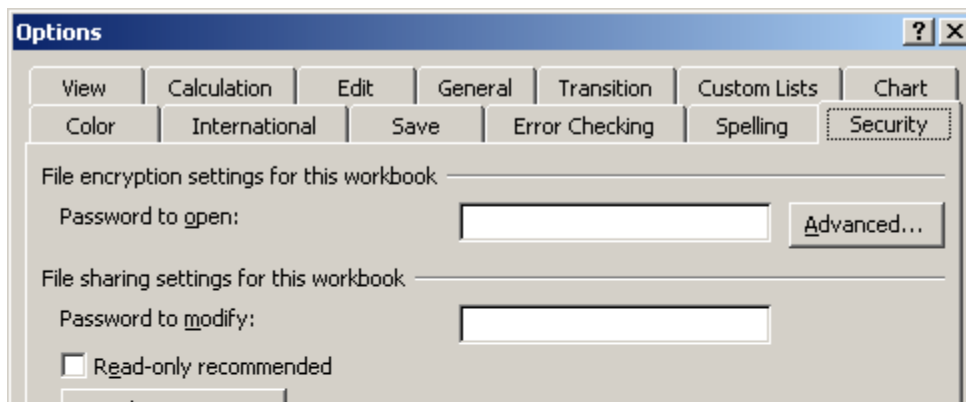 Options
View Calculation Edit General Transition Custom Lists Chart
Color International Save Error Checking Spelling Security
File encryption settings for this workbook
Password to open: Advanced...
File sharing settings for this workbook
Password to modify:
Read-only recommended